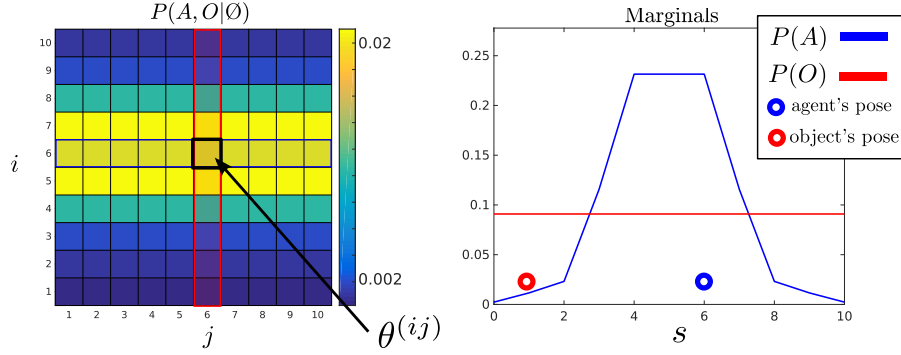 P(A, O|Ø)
10
9
8
7
6
5
4
3
2
1
i
1 2 3 4 5 6 7 8 9 10
j
0.02
0.002
θ^(ij)
Marginals
0.25
0.2
0.15
0.1
0.05
0
0 2 4 6 8 10
s
P(A)
P(O)
agent's pose
object's pose